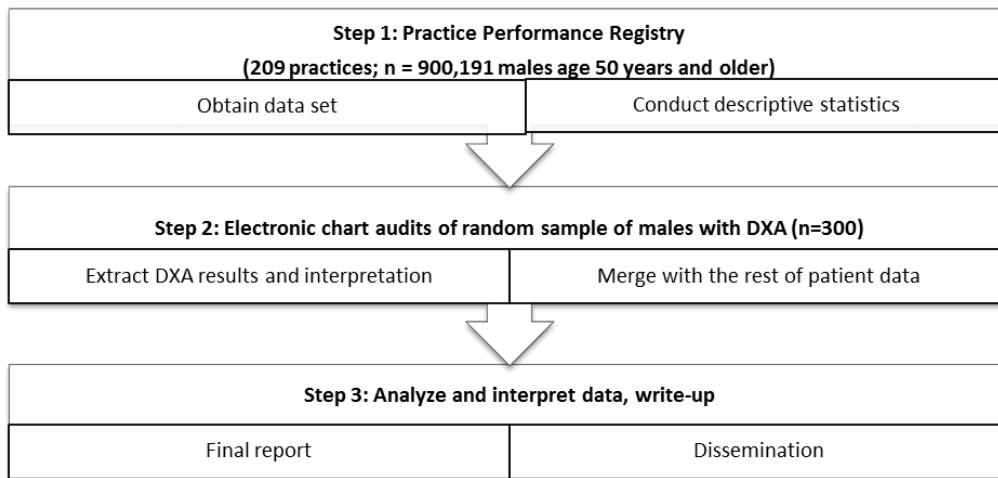 Step 1: Practice Performance Registry
(209 practices; n = 900,191 males age 50 years and older)
Obtain data set
Conduct descriptive statistics
Step 2: Electronic chart audits of random sample of males with DXA (n=300)
Extract DXA results and interpretation
Merge with the rest of patient data
Step 3: Analyze and interpret data, write-up
Final report
Dissemination